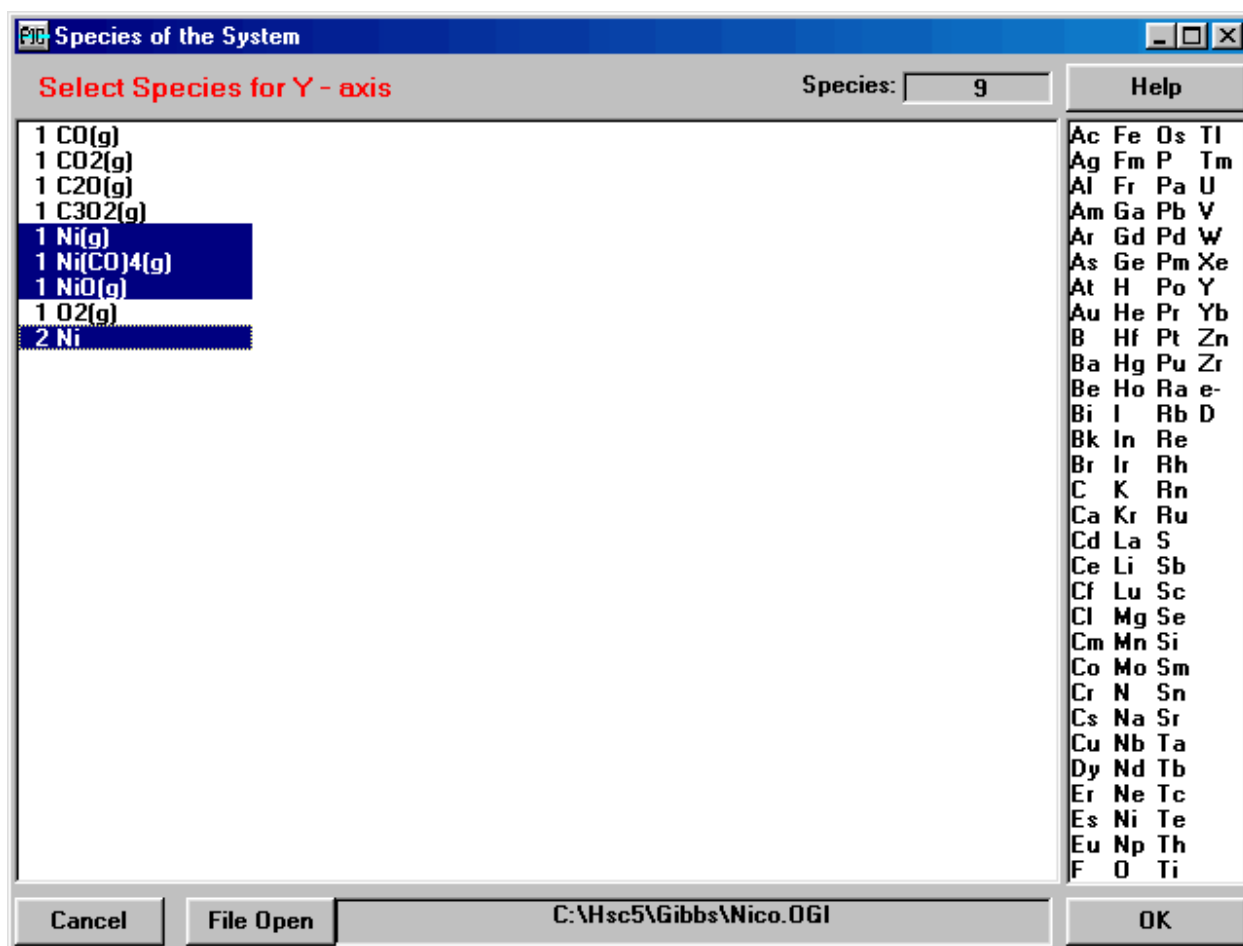 Species of the System
Select Species for Y - axis
Species: 9
Help
1 CO(g)
1 CO2(g)
1 C2O(g)
1 C3O2(g)
1 Ni(g)
1 Ni(CO)4(g)
1 NiO(g)
1 O2(g)
2 Ni
Ac Fe Os Tl
Ag Fm P Tm
Al Fr Pa U
Am Ga Pb V
Ar Gd Pd W
As Ge Pm Xe
At H Po Y
Au He Pr Yb
B Hf Pt Zn
Ba Hg Pu Zr
Be Ho Ra e-
Bi I Rb D
Bk In Re
Br Ir Rh
C K Rn
Ca Kr Ru
Cd La S
Ce Li Sb
Cf Lu Sc
Cl Mg Se
Cm Mn Si
Co Mo Sm
Cr N Sn
Cs Na Sr
Cu Nb Ta
Dy Nd Tb
Er Ne Tc
Es Ni Te
Eu Np Th
F O Ti
Cancel
File Open
C:\Hsc5\Gibbs\Nico.OGI
OK